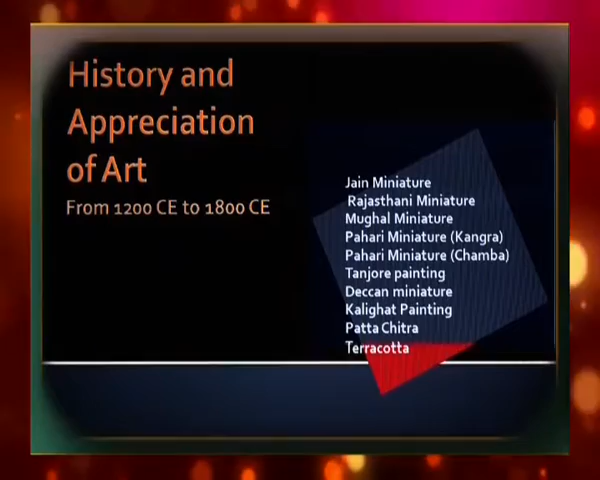 History and
Appreciation
of Art
From 1200 CE to 1800 CE
Jain Miniature
Rajasthani Miniature
Mughal Miniature
Pahari Miniature (Kangra)
Pahari Miniature (Chamba)
Tanjore painting
Deccan miniature
Kalighat Painting
Patta Chitra
Terracotta